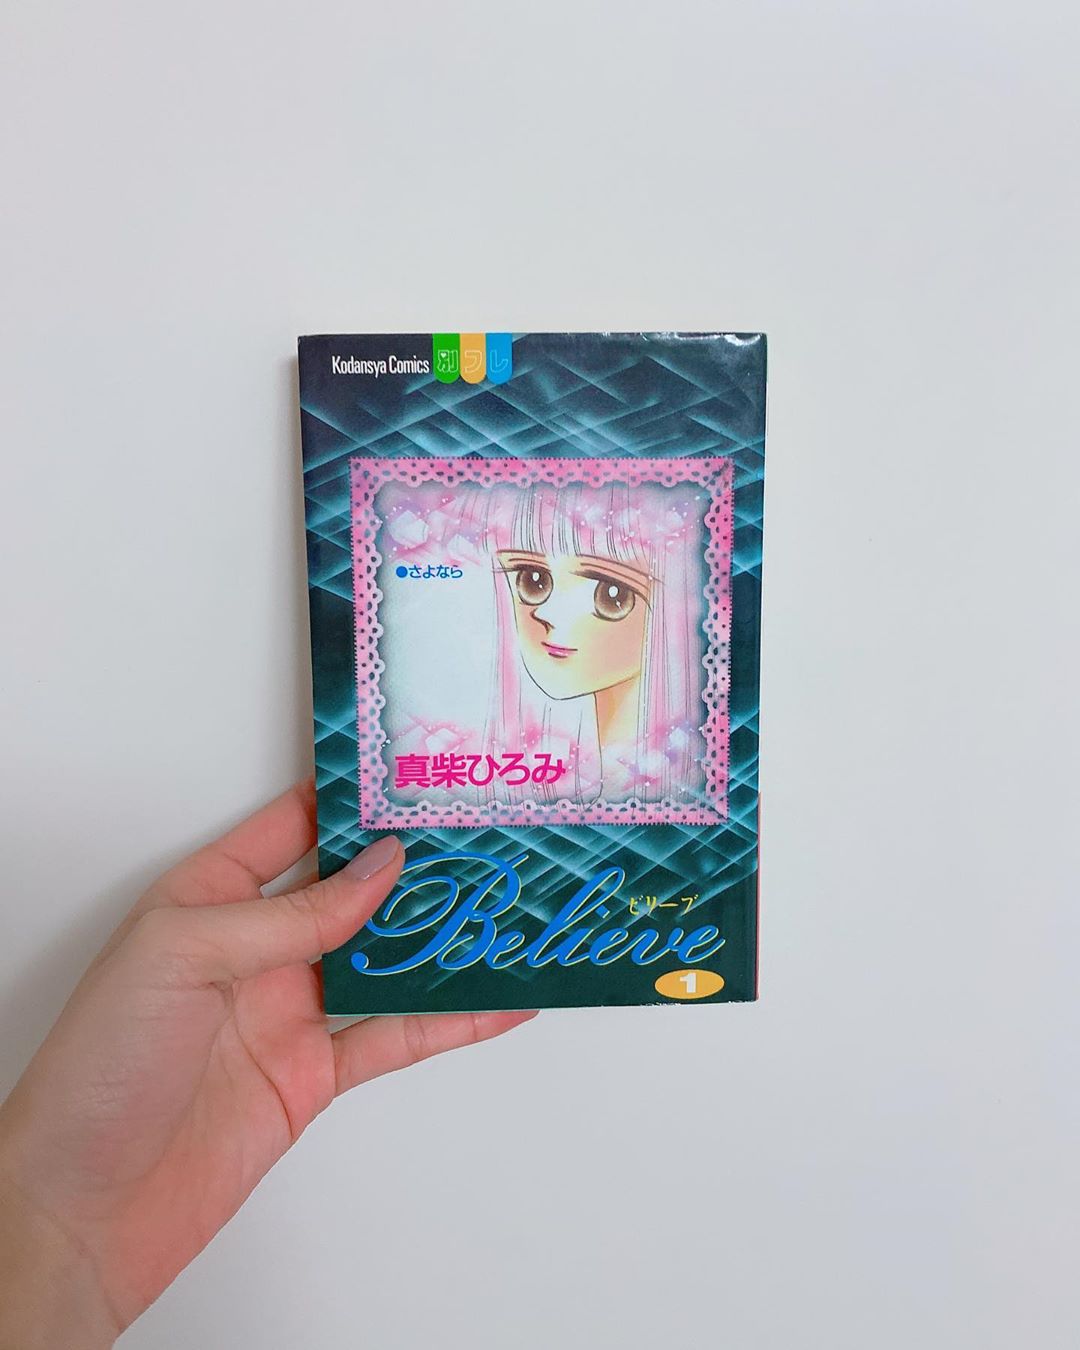 Kodansya Comics 別フレ
●さよなら
真柴ひろみ
Believe
ビリーブ
1